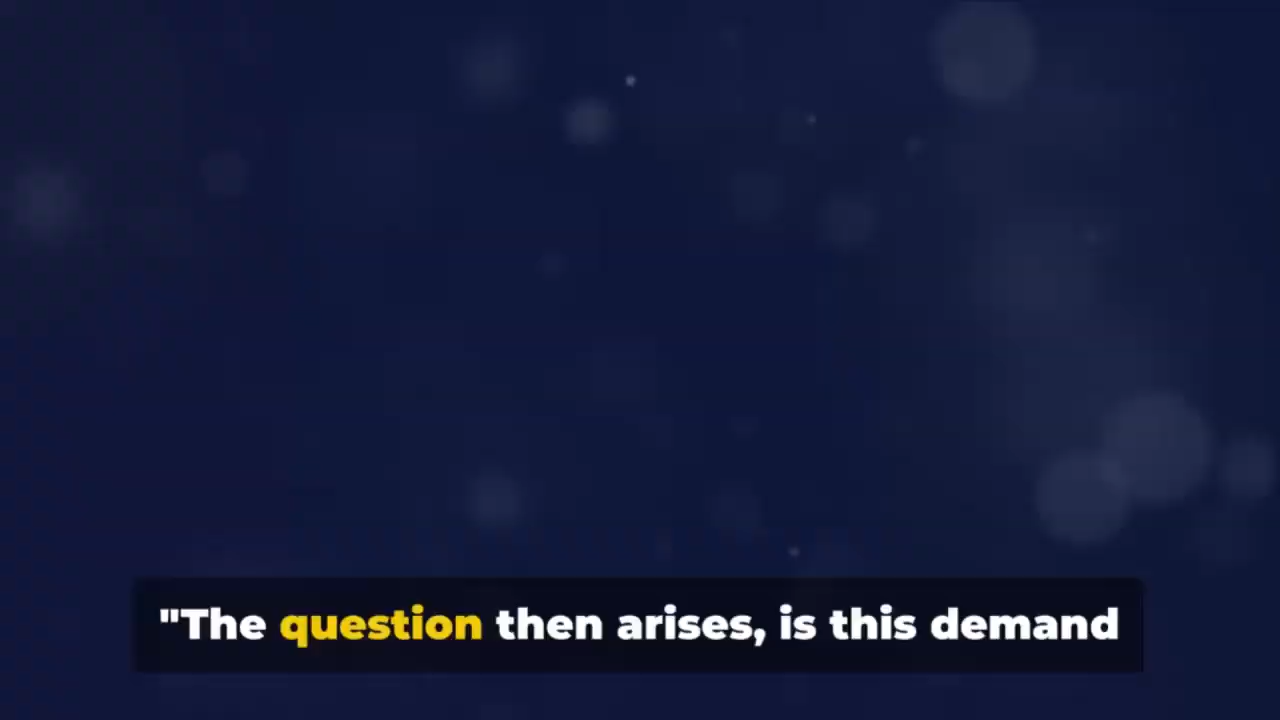 "The question then arises, is this demand